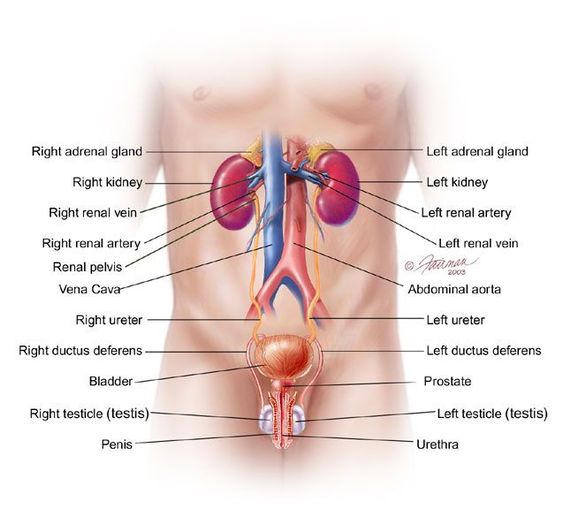 Right adrenal gland
Left adrenal gland
Right kidney
Left kidney
Right renal vein
Left renal artery
Right renal artery
Left renal vein
Renal pelvis
© Fairman
2003
Vena Cava
Abdominal aorta
Right ureter
Left ureter
Right ductus deferens
Left ductus deferens
Bladder
Prostate
Right testicle (testis)
Left testicle (testis)
Penis
Urethra